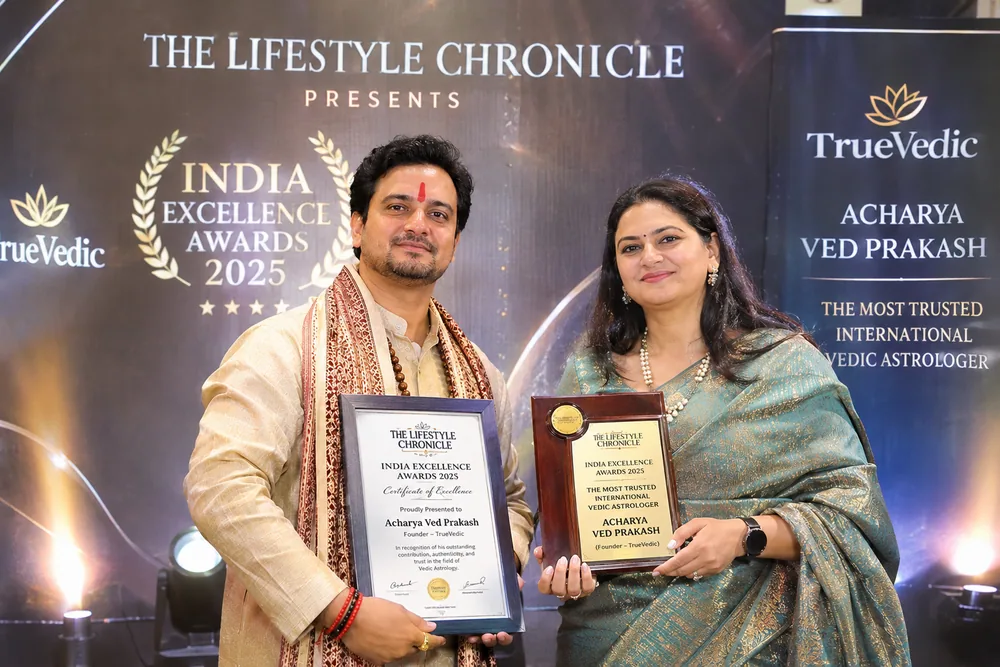 THE LIFESTYLE CHRONICLE
PRESENTS
INDIA
EXCELLENCE
AWARDS
2025
rueVedic
TrueVedic
ACHARYA
VED PRAKASH
THE MOST TRUSTED
INTERNATIONAL
VEDIC ASTROLOGER
THE LIFESTYLE
CHRONICLE
INDIA EXCELLENCE
AWARDS 2025
Certificate of Excellence
Proudly Presented to
Acharya Ved Prakash
Founder – TrueVedic
In recognition of his outstanding
contribution, authenticity, and
trust in the field of
Vedic Astrology.
THE LIFESTYLE
CHRONICLE
INDIA EXCELLENCE
AWARDS 2025
THE MOST TRUSTED
INTERNATIONAL
VEDIC ASTROLOGER
ACHARYA
VED PRAKASH
(Founder – TrueVedic)